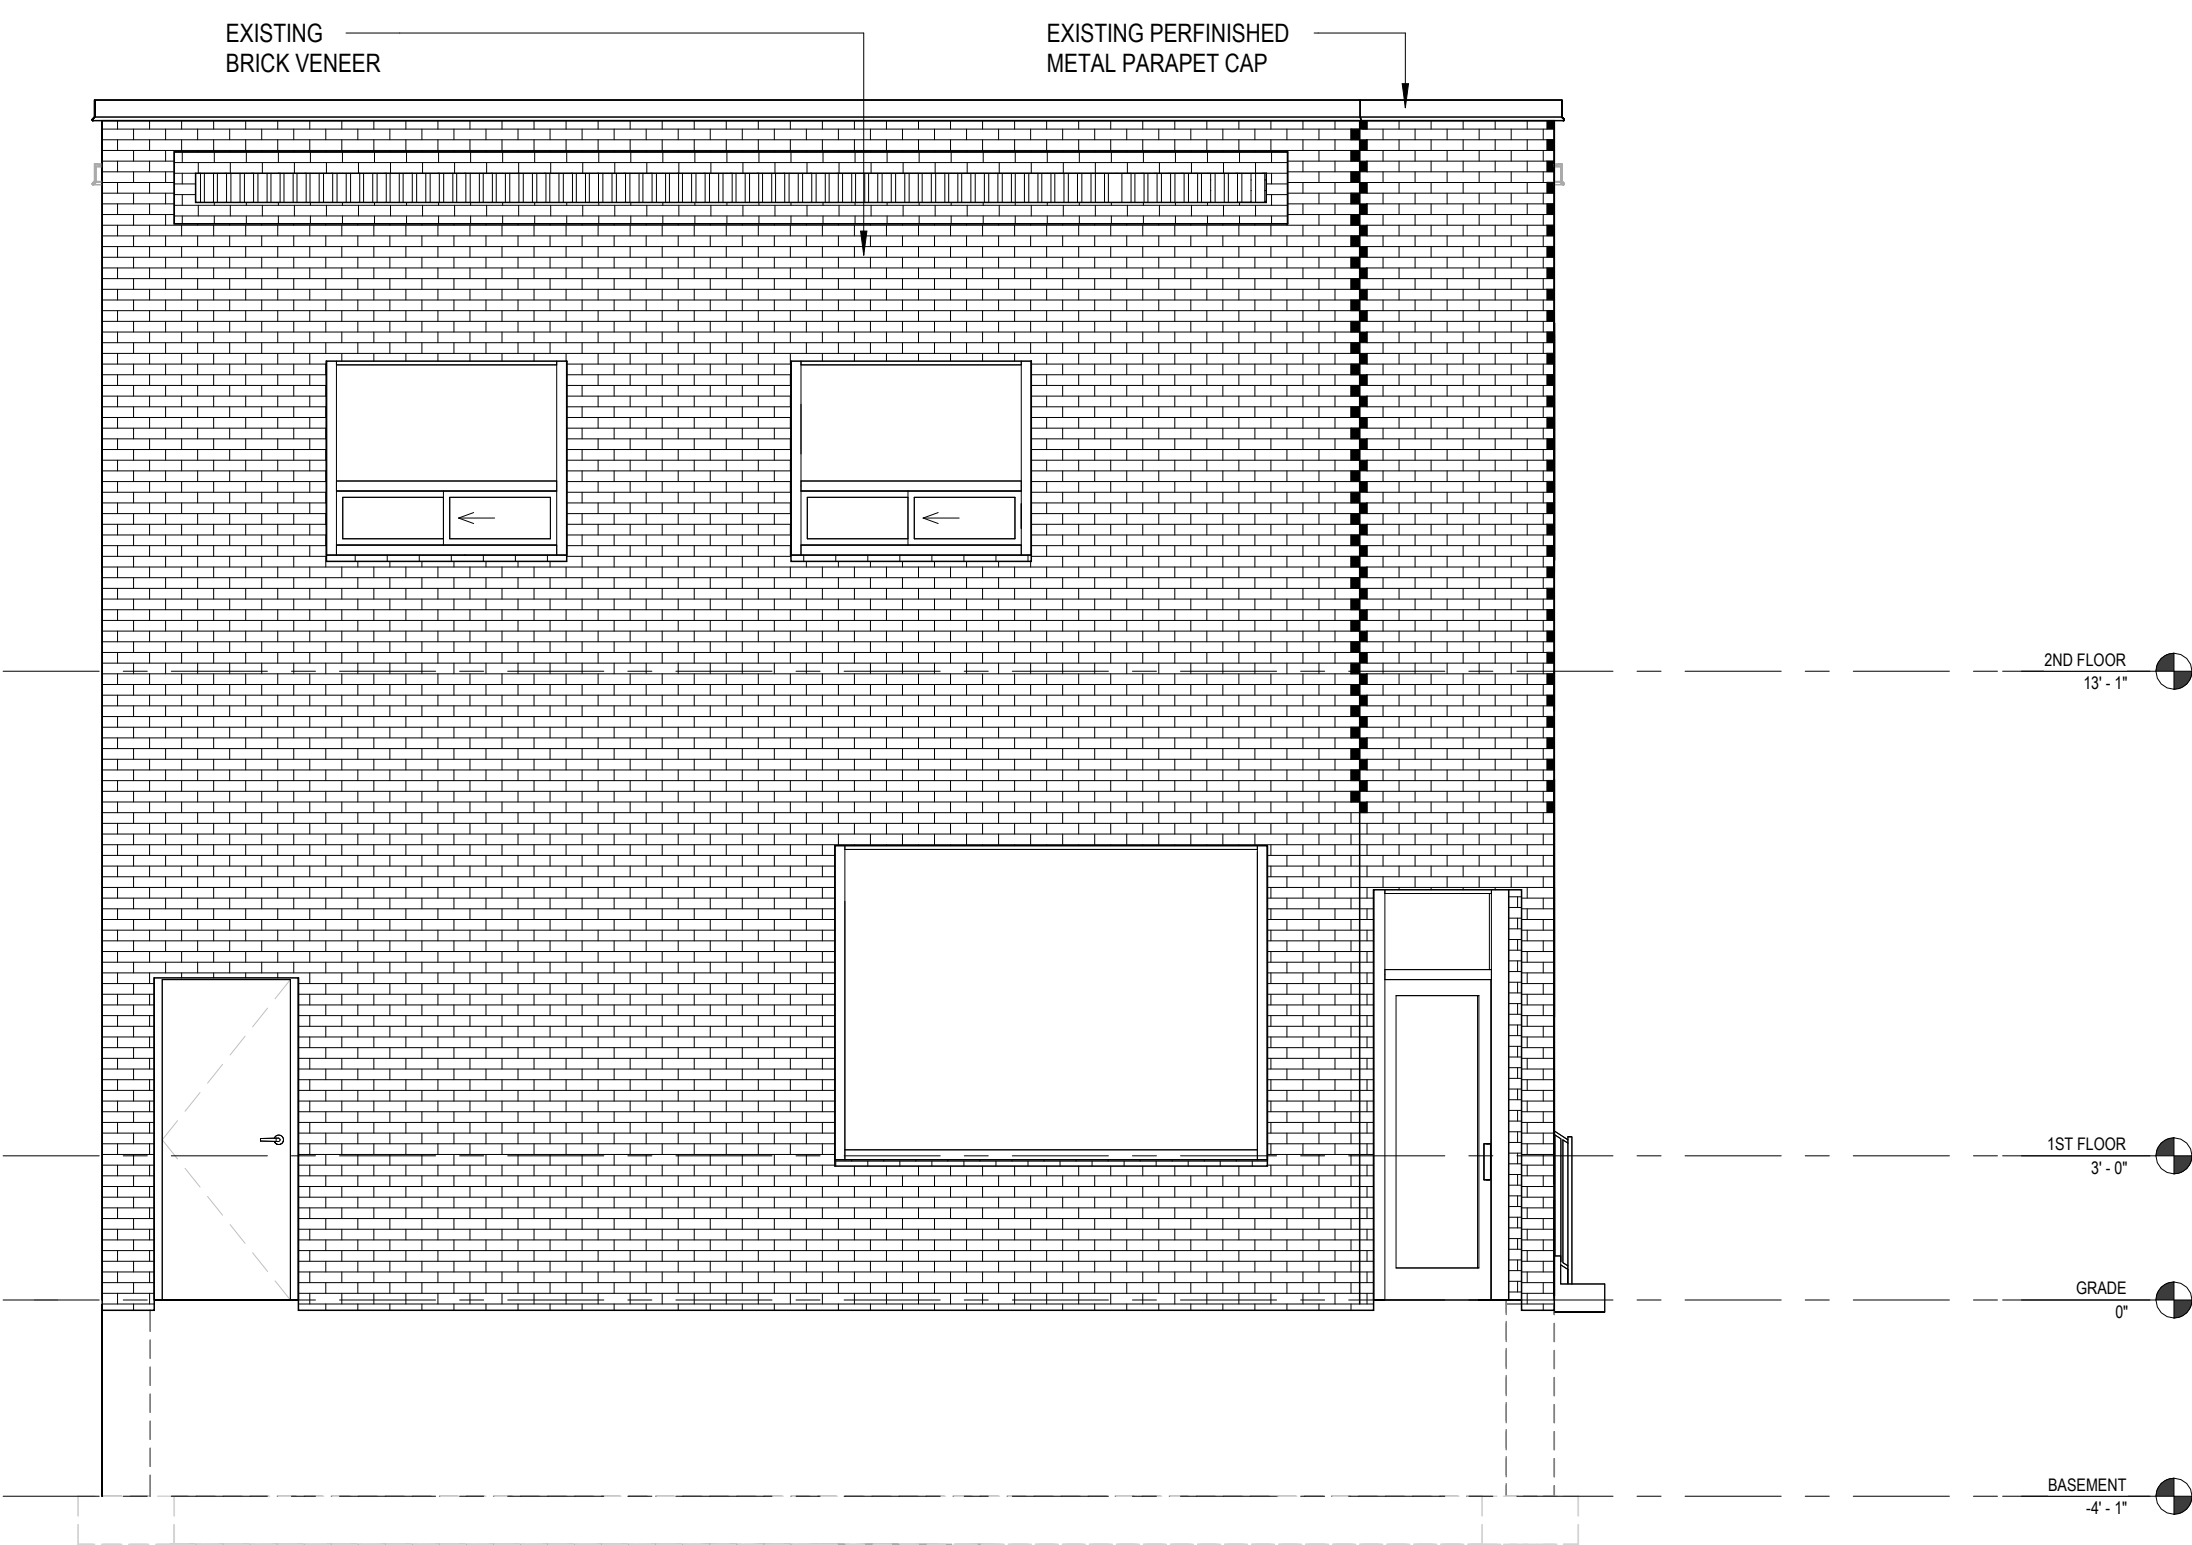 EXISTING
BRICK VENEER
EXISTING PERFINISHED
METAL PARAPET CAP
2ND FLOOR
13' - 1"
1ST FLOOR
3' - 0"
GRADE
0"
BASEMENT
-4' - 1"